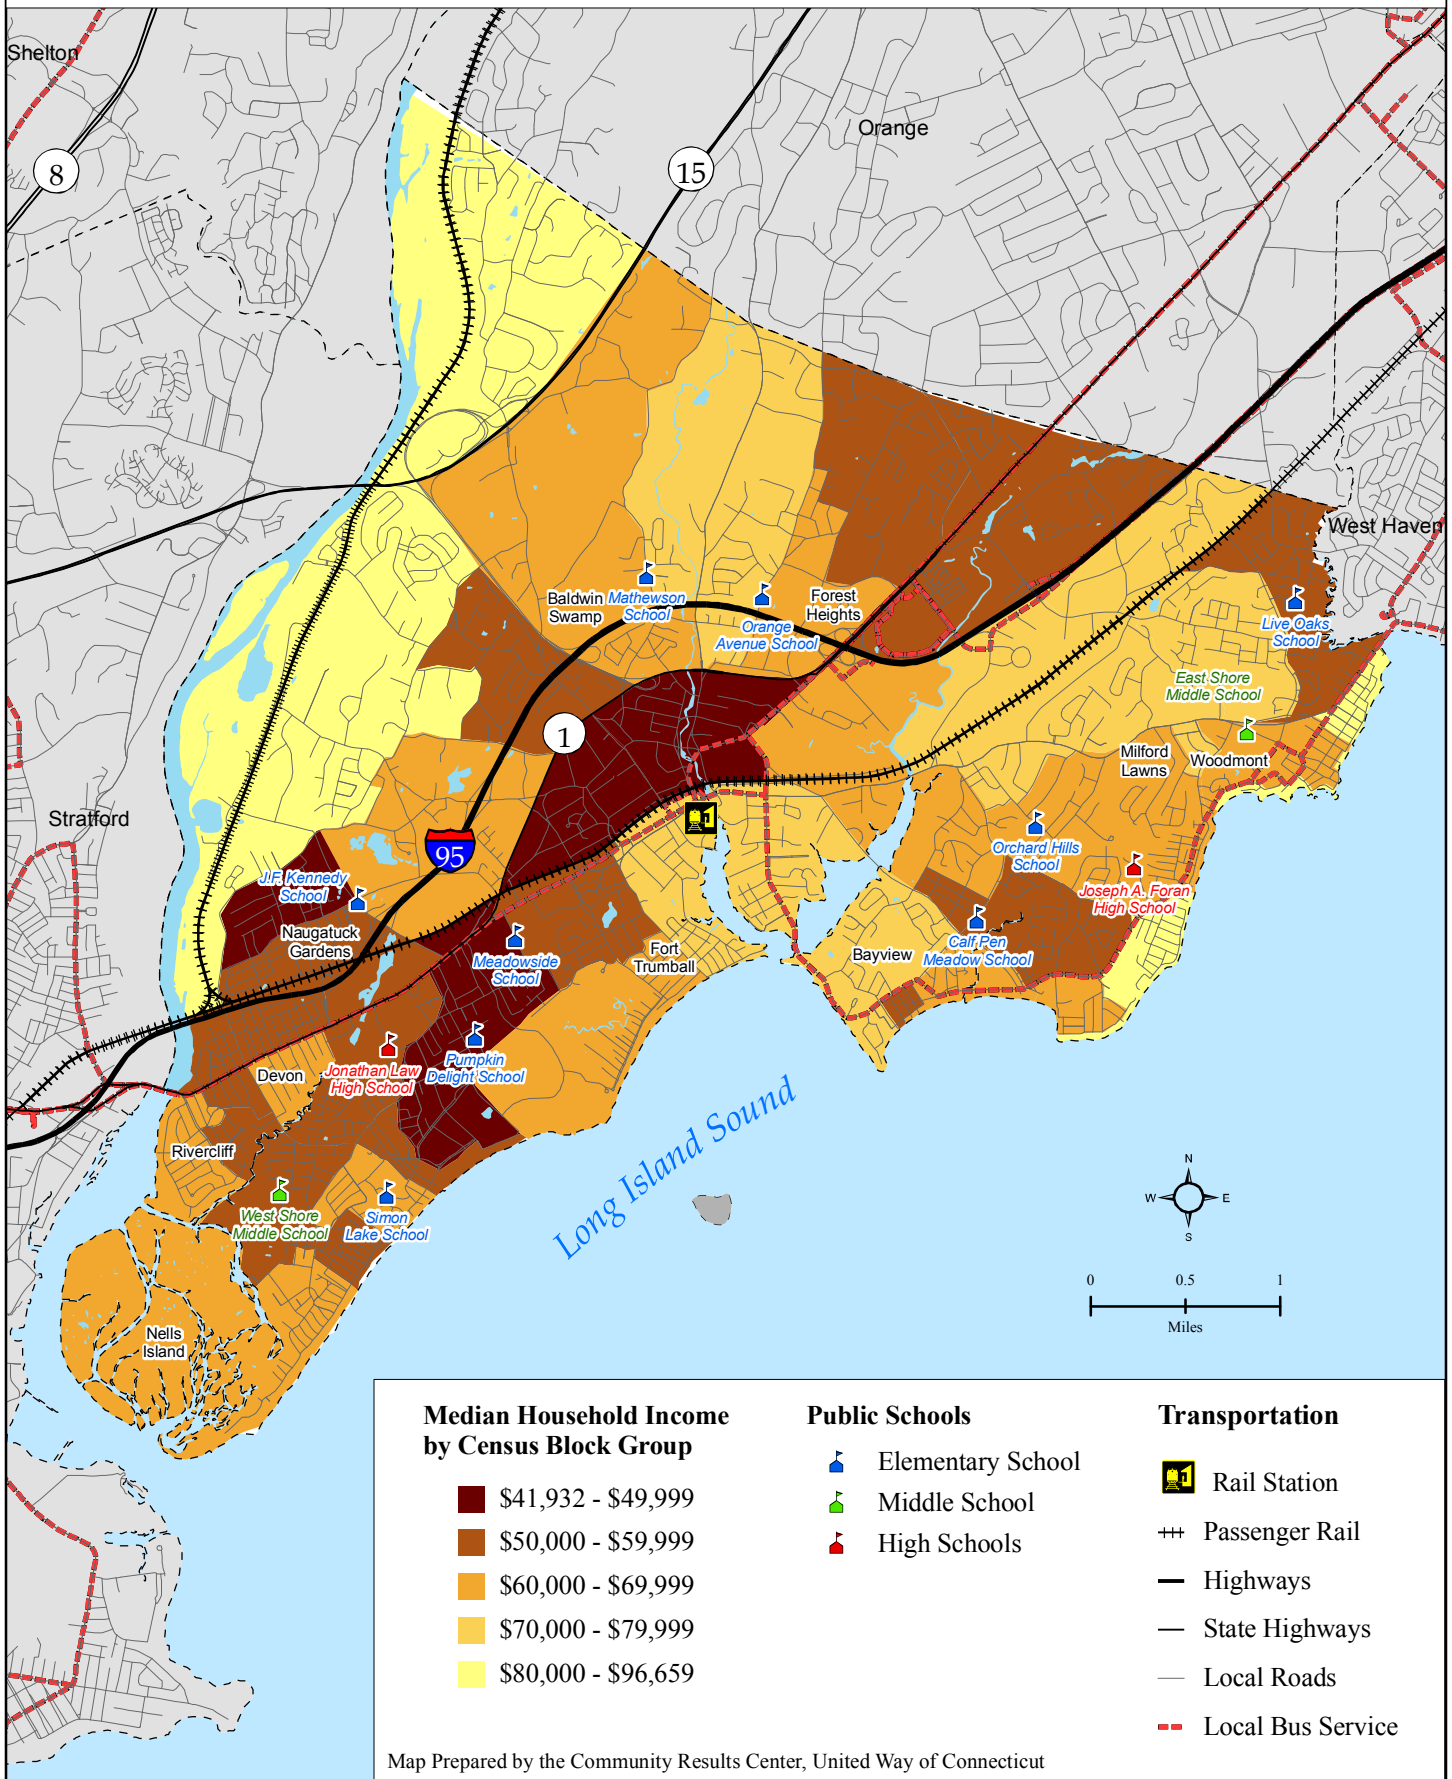 Shelton
Orange
8
15
West Haven
Baldwin
Swamp
Mathewson
School
Forest
Heights
Orange
Avenue School
Live Oaks
School
East Shore
Middle School
1
Milford
Lawns
Woodmont
Stratford
95
Orchard Hills
School
J.F. Kennedy
School
Joseph A. Foran
High School
Naugatuck
Gardens
Meadowside
School
Fort
Trumball
Bayview
Calf Pen
Meadow School
Devon
Jonathan Law
High School
Pumpkin
Delight School
Rivercliff
Long Island Sound
West Shore
Middle School
Simon
Lake School
N
W
E
S
0 0.5 1
Miles
Nells
Island
Median Household Income
by Census Block Group
$41,932 - $49,999
$50,000 - $59,999
$60,000 - $69,999
$70,000 - $79,999
$80,000 - $96,659
Public Schools
Elementary School
Middle School
High Schools
Transportation
Rail Station
Passenger Rail
Highways
State Highways
Local Roads
Local Bus Service
Map Prepared by the Community Results Center, United Way of Connecticut